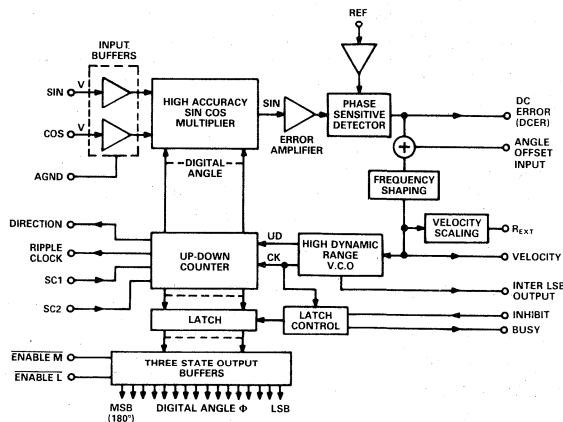 REF
INPUT
BUFFERS
SIN
V
COS
V
AGND
HIGH ACCURACY
SIN COS
MULTIPLIER
SIN
ERROR
AMPLIFIER
PHASE
SENSITIVE
DETECTOR
DC
ERROR
(DCER)
+
ANGLE
OFFSET
INPUT
DIGITAL
ANGLE
FREQUENCY
SHAPING
VELOCITY
SCALING
REXT
DIRECTION
RIPPLE
CLOCK
SC1
SC2
UP-DOWN
COUNTER
UD
CK
HIGH DYNAMIC
RANGE
V.C.O
VELOCITY
INTER LSB
OUTPUT
LATCH
LATCH
CONTROL
INHIBIT
BUSY
ENABLE M
ENABLE L
THREE STATE OUTPUT
BUFFERS
MSB DIGITAL ANGLE Φ LSB
(180°)